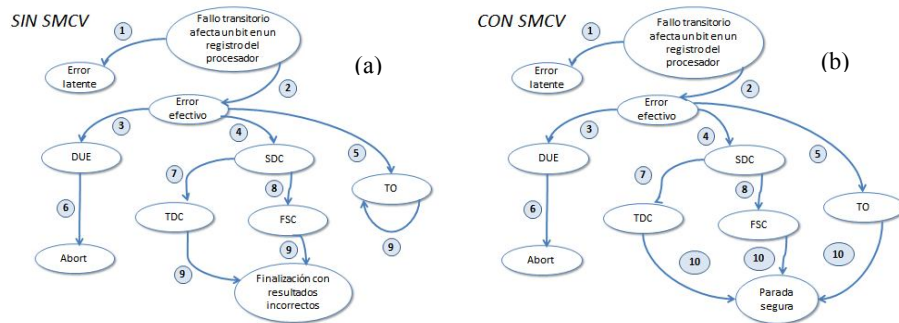 SIN SMCV
Fallo transitorio
afecta un bit en un
registro del
procesador
1
Error
latente
(a)
2
Error
efectivo
3
4
5
DUE
SDC
7
8
TO
6
TDC
FSC
9
9
9
Abort
Finalización con
resultados
incorrectos
CON SMCV
Fallo transitorio
afecta un bit en un
registro del
procesador
1
Error
latente
(b)
2
Error
efectivo
3
4
5
DUE
SDC
7
8
TO
6
TDC
FSC
10
10
10
Abort
Parada
segura